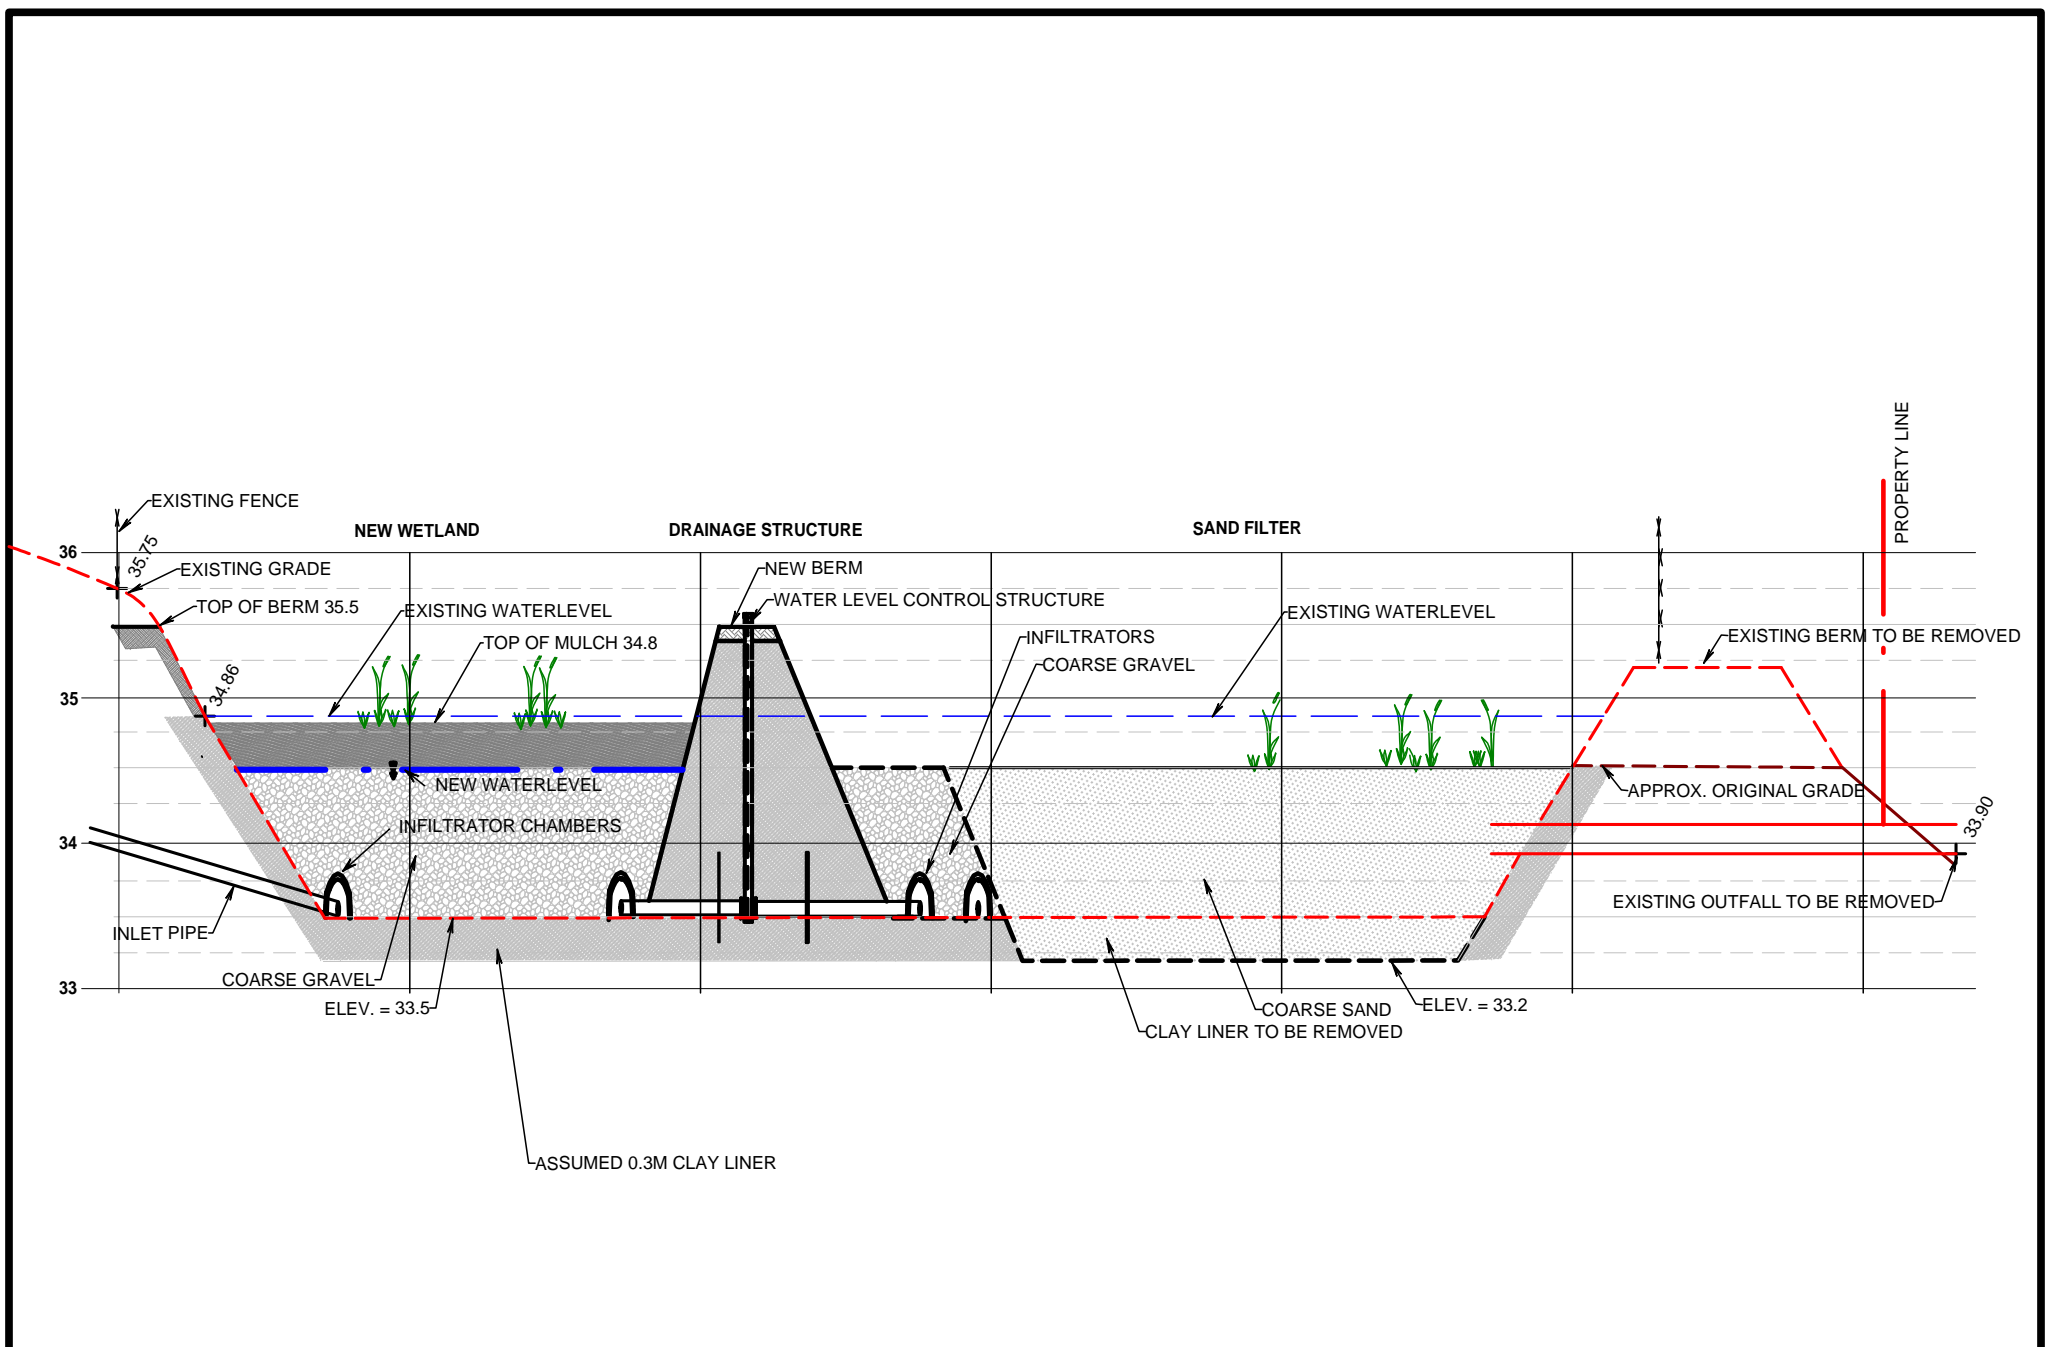 PROPERTY LINE
EXISTING FENCE
NEW WETLAND
DRAINAGE STRUCTURE
SAND FILTER
36
35.75
EXISTING GRADE
NEW BERM
TOP OF BERM 35.5
EXISTING WATERLEVEL
WATER LEVEL CONTROL STRUCTURE
EXISTING WATERLEVEL
TOP OF MULCH 34.8
INFILTRATORS
EXISTING BERM TO BE REMOVED
COARSE GRAVEL
34.86
35
NEW WATERLEVEL
APPROX. ORIGINAL GRADE
INFILTRATOR CHAMBERS
33.90
34
EXISTING OUTFALL TO BE REMOVED
INLET PIPE
COARSE GRAVEL
33
ELEV. = 33.5
COARSE SAND
ELEV. = 33.2
CLAY LINER TO BE REMOVED
ASSUMED 0.3M CLAY LINER